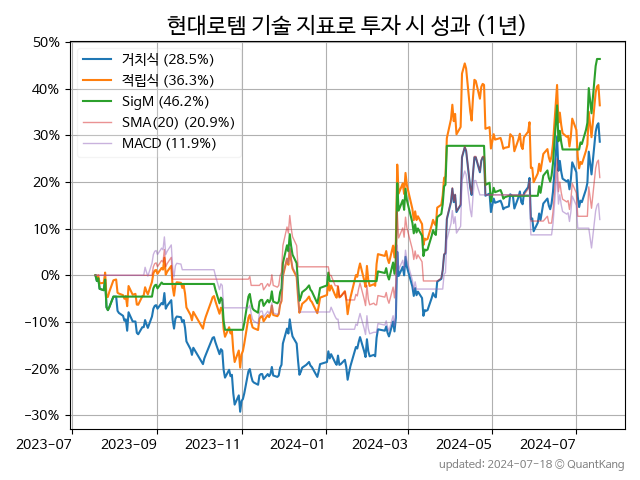 현대로템 기술 지표로 투자 시 성과 (1년)
50%
40%
30%
20%
10%
0%
−10%
−20%
−30%
거치식 (28.5%)
적립식 (36.3%)
SigM (46.2%)
SMA(20) (20.9%)
MACD (11.9%)
2023-07 2023-09 2023-11 2024-01 2024-03 2024-05 2024-07
updated: 2024-07-18 © QuantKang